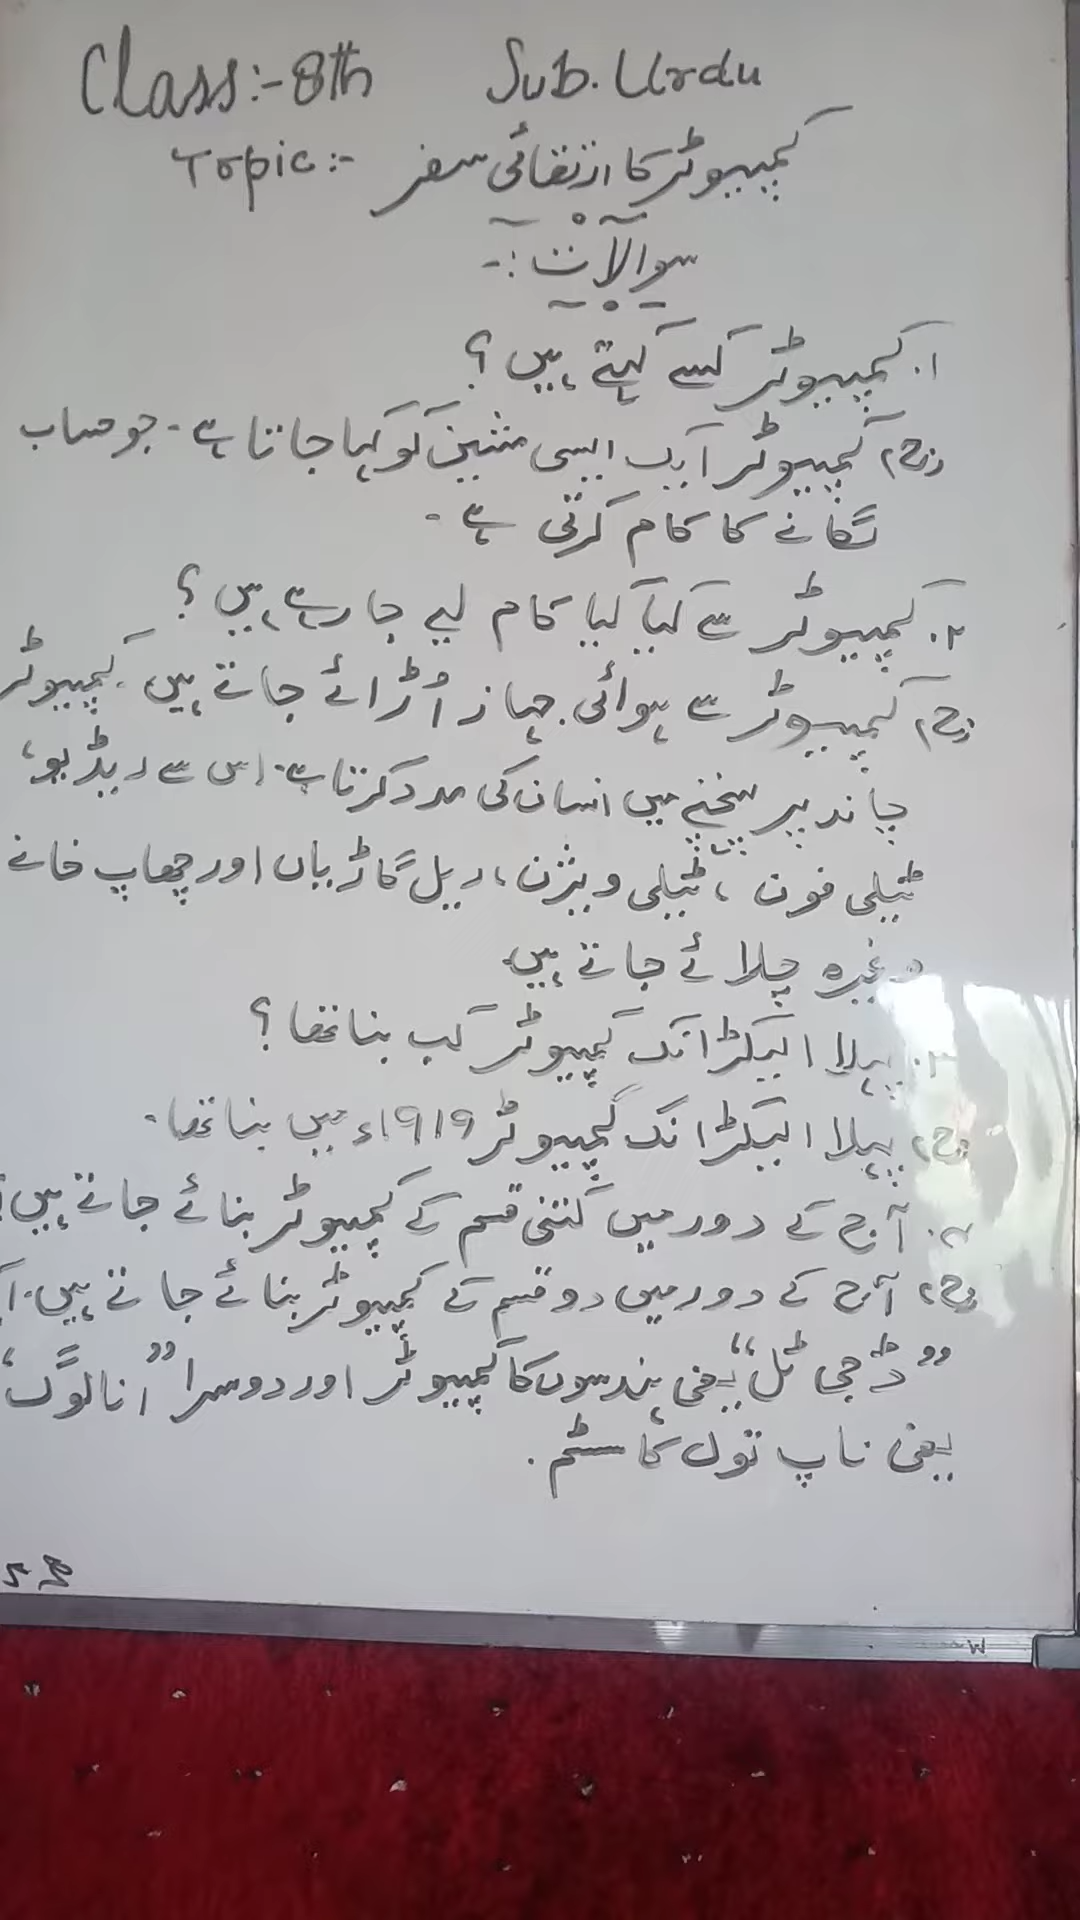 Class:- 8th Sub. Urdu
Topic:- کمپیوٹر کا ارتقائی سفر
سوالات :-
۱. کمپیوٹر کسے کہتے ہیں ؟
ج) کمپیوٹر ایک ایسی مشین کو کہا جاتا ہے۔ جو حساب
لگانے کا کام کرتی ہے۔
۲. کمپیوٹر سے کیا کیا کام لیے جا رہے ہیں ؟
ج) کمپیوٹر سے ہوائی جہاز اُڑائے جاتے ہیں۔ کمپیوٹر
چاند پر پہنچنے میں انسان کی مدد کرتا ہے۔ اس سے ریڈیو،
ٹیلی فون ، ٹیلی ویژن، ریل گاڑیاں اور چھاپ خانے
وغیرہ چلائے جاتے ہیں۔
۳. پہلا الیکٹرانک کمپیوٹر کب بنا تھا ؟
ج) پہلا الیکٹرانک کمپیوٹر ۱۹۱۹ء میں بنا تھا۔
۴. آج کے دور میں کتنی قسم کے کمپیوٹر بنائے جاتے ہیں؟
ج) آج کے دور میں دو قسم کے کمپیوٹر بنائے جاتے ہیں۔
”ڈجی ٹل“ یعنی ہندسوں کا کمپیوٹر اور دوسرا ”انالوگ“
یعنی ناپ تول کا سسٹم .